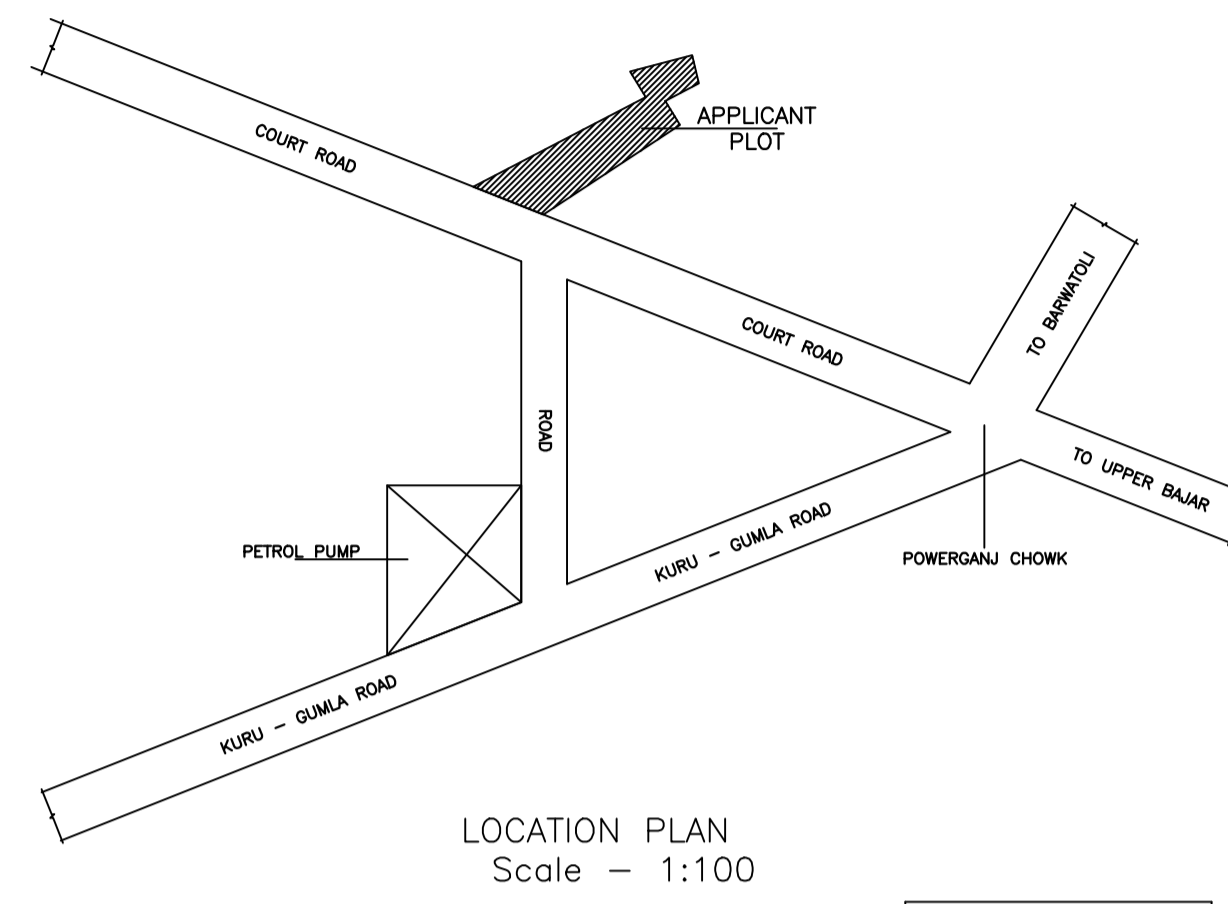 COURT ROAD
APPLICANT
PLOT
TO BARWATOLI
COURT ROAD
ROAD
TO UPPER BAJAR
KURU - GUMLA ROAD
PETROL PUMP
POWERGANJ CHOWK
KURU - GUMLA ROAD
LOCATION PLAN
Scale - 1:100